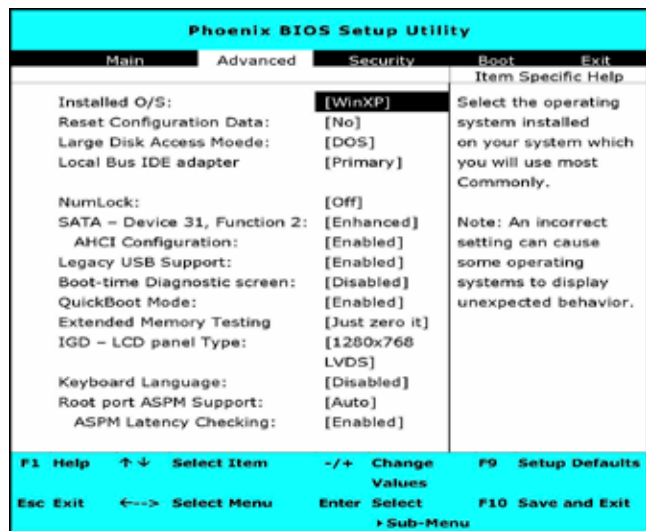 Phoenix BIOS Setup Utility
Main Advanced Security Boot Exit
Item Specific Help
Installed O/S: [WinXP]
Reset Configuration Data: [No]
Large Disk Access Moede: [DOS]
Local Bus IDE adapter [Primary]
NumLock: [Off]
SATA – Device 31, Function 2: [Enhanced]
AHCI Configuration: [Enabled]
Legacy USB Support: [Enabled]
Boot-time Diagnostic screen: [Disabled]
QuickBoot Mode: [Enabled]
Extended Memory Testing [Just zero it]
IGD – LCD panel Type: [1280x768
LVDS]
Keyboard Language: [Disabled]
Root port ASPM Support: [Auto]
ASPM Latency Checking: [Enabled]
Select the operating
system installed
on your system which
you will use most
Commonly.
Note: An incorrect
setting can cause
some operating
systems to display
unexpected behavior.
F1 Help ↑↓ Select Item -/+ Change Values F9 Setup Defaults
Esc Exit <--> Select Menu Enter Select ▸Sub-Menu F10 Save and Exit